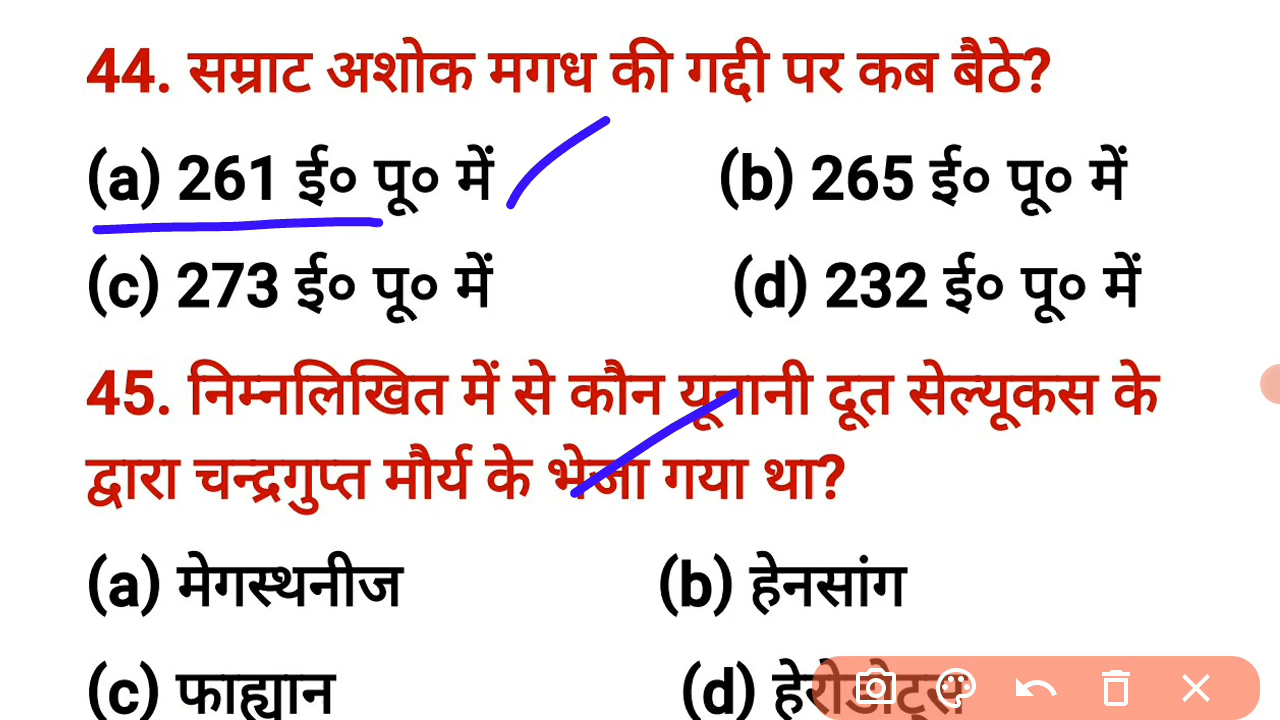 44. सम्राट अशोक मगध की गद्दी पर कब बैठे?
(a) 261 ई० पू० में (b) 265 ई० पू० में
(c) 273 ई० पू० में (d) 232 ई० पू० में
45. निम्नलिखित में से कौन यूनानी दूत सेल्यूकस के
द्वारा चन्द्रगुप्त मौर्य के भेजा गया था?
(a) मेगस्थनीज (b) हेनसांग
(c) फाह्यान (d) हेरोडोट्स